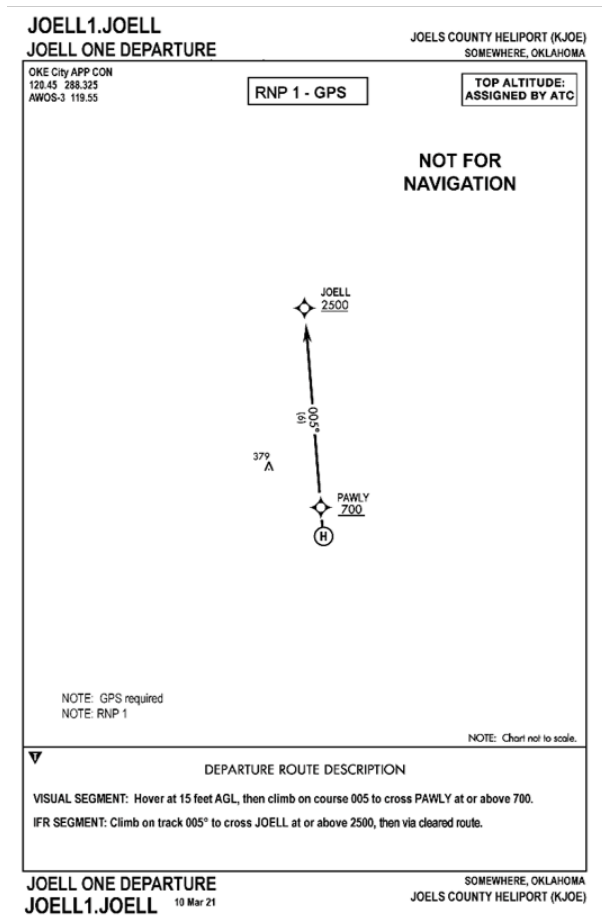 JOELL1.JOELL
JOELL ONE DEPARTURE
JOELS COUNTY HELIPORT (KJOE)
SOMEWHERE, OKLAHOMA
OKE City APP CON
120.45 288.325
AWOS-3 119.55
RNP 1 - GPS
TOP ALTITUDE:
ASSIGNED BY ATC
NOT FOR
NAVIGATION
JOELL
2500
005°
(6)
379
PAWLY
700
H
NOTE: GPS required
NOTE: RNP 1
NOTE: Chart not to scale.
T
DEPARTURE ROUTE DESCRIPTION
VISUAL SEGMENT: Hover at 15 feet AGL, then climb on course 005 to cross PAWLY at or above 700.
IFR SEGMENT: Climb on track 005° to cross JOELL at or above 2500, then via cleared route.
JOELL ONE DEPARTURE
JOELL1.JOELL 10 Mar 21
SOMEWHERE, OKLAHOMA
JOELS COUNTY HELIPORT (KJOE)